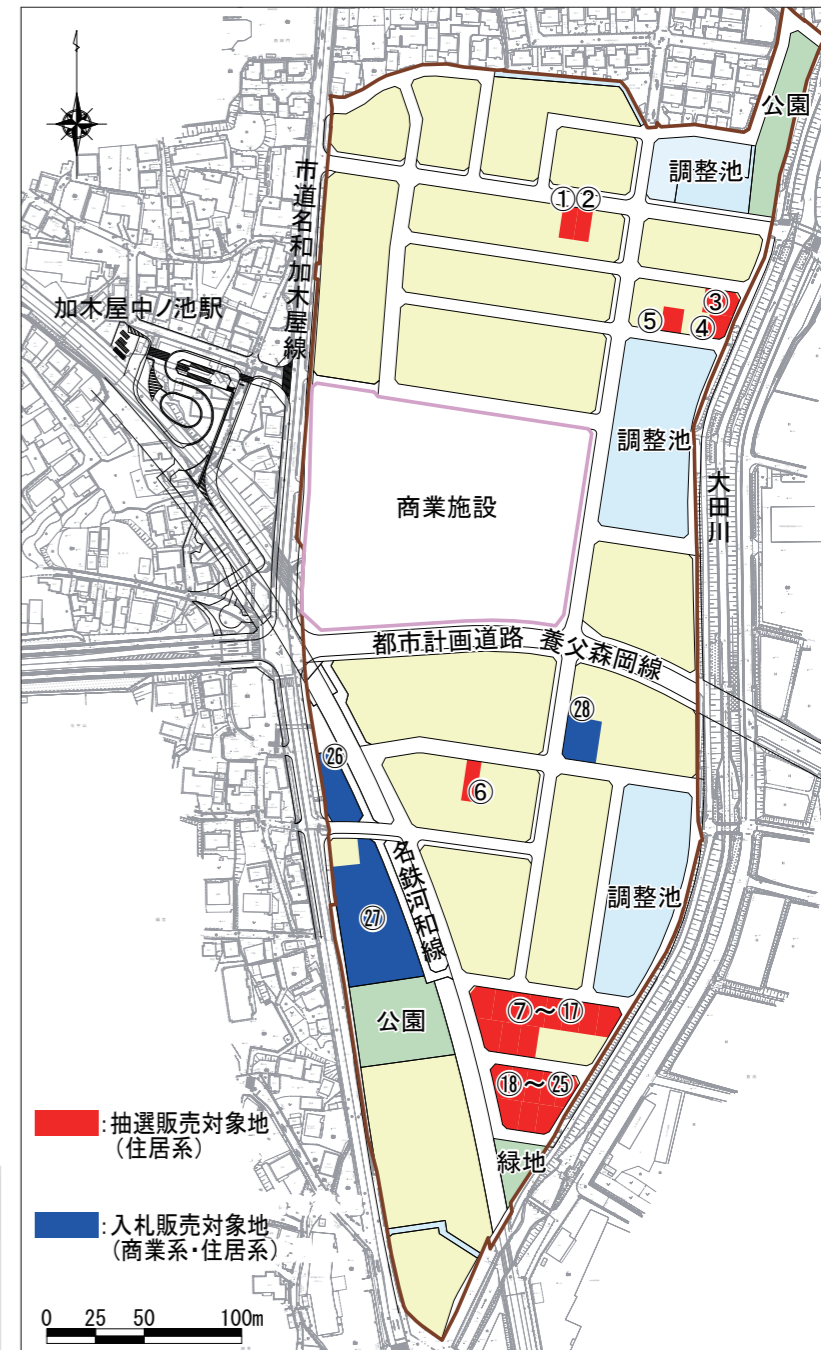 公園
調整池
市道名和加木屋線
①②
加木屋中ノ池駅
③
⑤
④
調整池
商業施設
大田川
都市計画道路 養父森岡線
㉘
㉖
⑥
名鉄河和線
調整池
㉗
⑦～⑰
公園
⑱～㉕
緑地
:抽選販売対象地
(住居系)
:入札販売対象地
(商業系・住居系)
0 25 50 100m